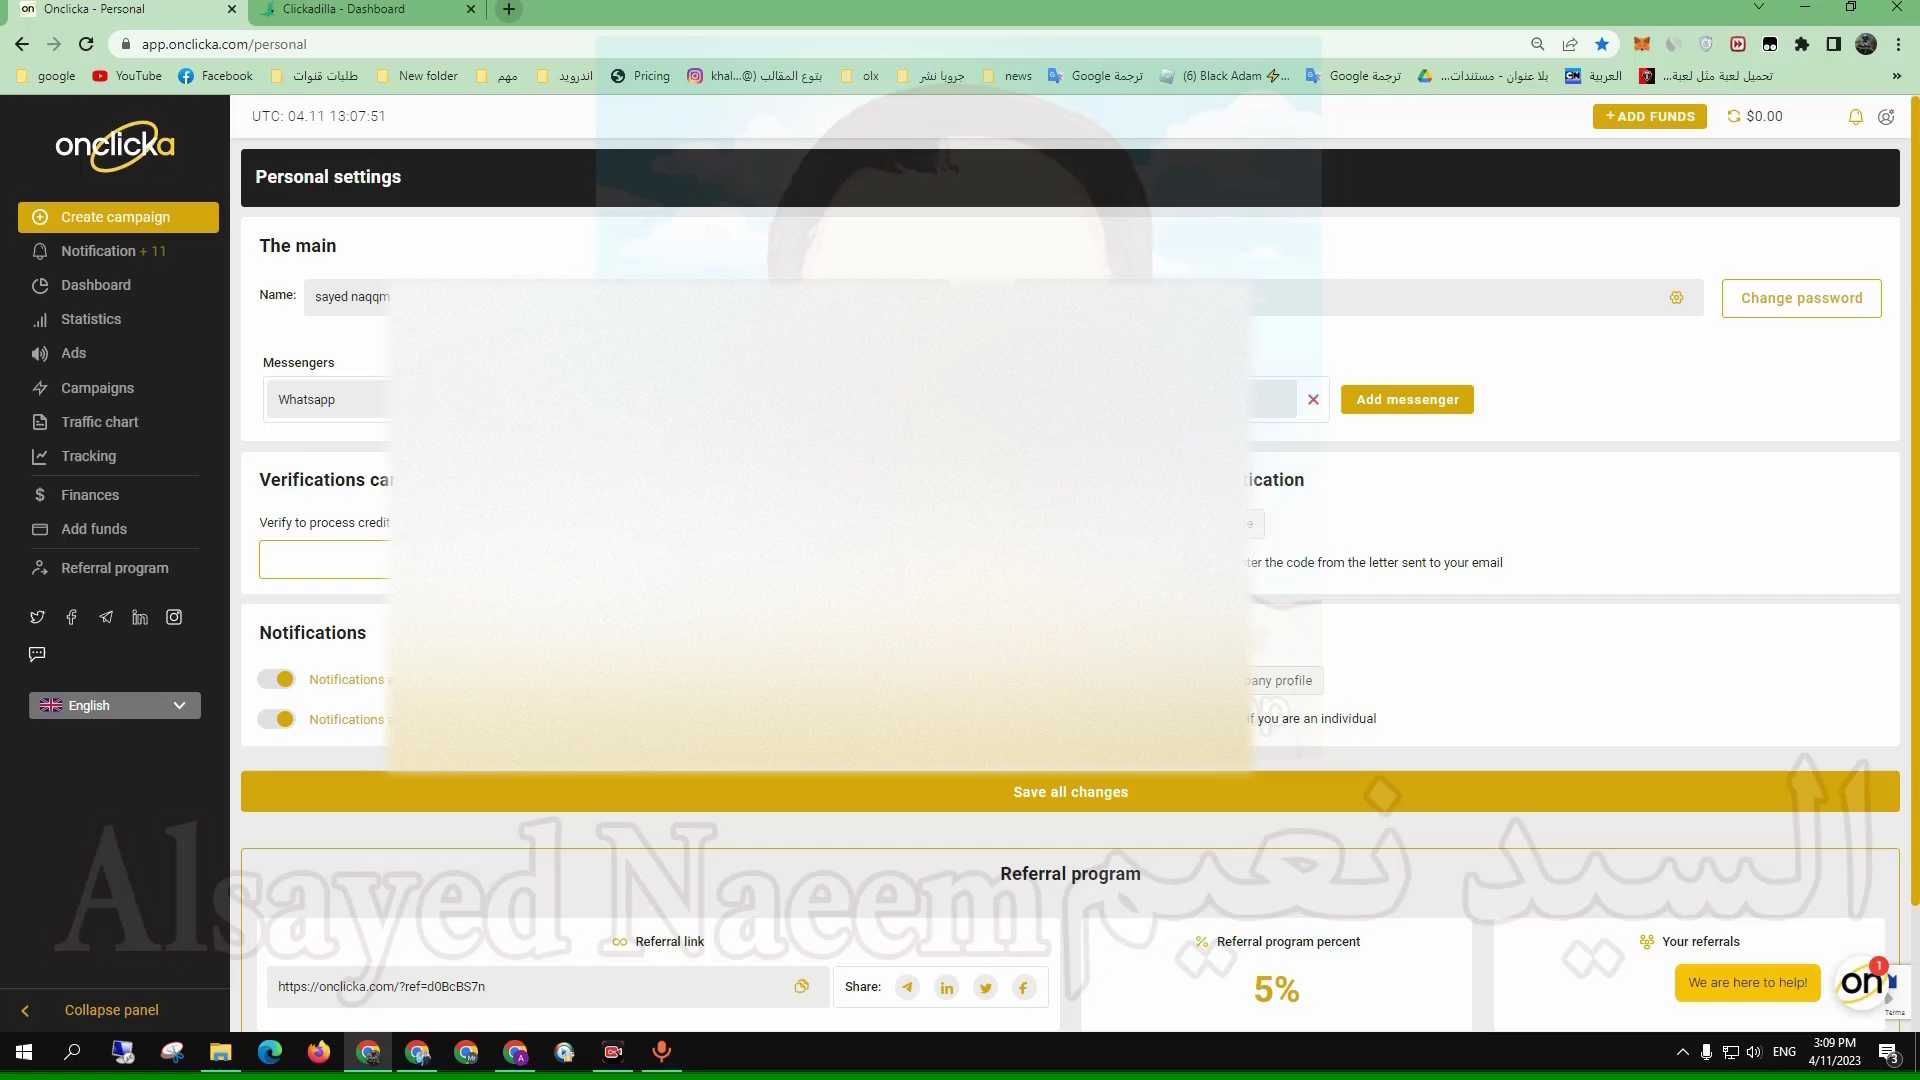 Onclicka - Personal
Clickadilla - Dashboard
app.onclicka.com/personal
google
YouTube
Facebook
طلبات قنوات
New folder
مهم
اندرويد
Pricing
بتوع المقالب (@khal...
olx
جروبا نشر
news
ترجمة Google
(6) Black Adam ⚡...
ترجمة Google
بلا عنوان - مستندات...
العربية
تحميل لعبة مثل لعبة...
onclicka
UTC: 04.11 13:07:51
+ ADD FUNDS
$0.00
Create campaign
Notification + 11
Dashboard
Statistics
Ads
Campaigns
Traffic chart
Tracking
Finances
Add funds
Referral program
English
Collapse panel
Personal settings
The main
Name:
sayed naqqm
Change password
Messengers
Whatsapp
Add messenger
Verifications
Verify to process credit
ter the code from the letter sent to your email
Notifications
Notifications
Notifications
profile
if you are an individual
Save all changes
Alsayed Naeem السيد نعيم
Referral program
Referral link
https://onclicka.com/?ref=d0BcBS7n
Share:
Referral program percent
5%
Your referrals
We are here to help!
on
1
Terms
ENG
3:09 PM
4/11/2023
3